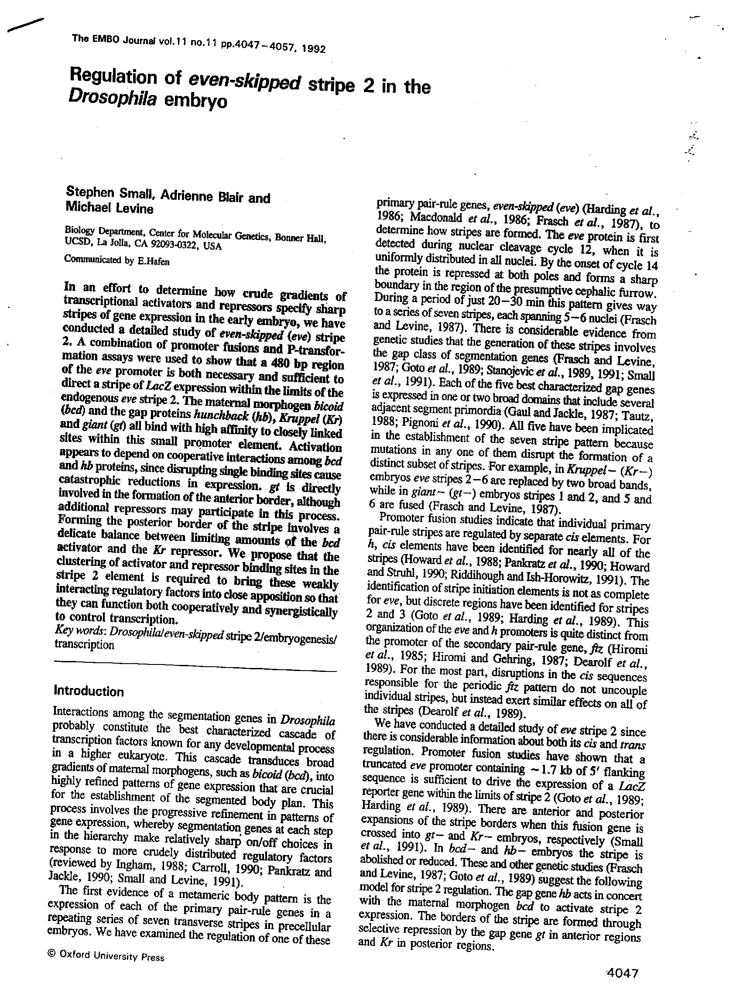 The EMBO Journal vol.11 no.11 pp.4047–4057, 1992
Regulation of even-skipped stripe 2 in the
Drosophila embryo
Stephen Small, Adrienne Blair and
Michael Levine
Biology Department, Center for Molecular Genetics, Bonner Hall,
UCSD, La Jolla, CA 92093-0322, USA
Communicated by E.Hafen
In an effort to determine how crude gradients of
transcriptional activators and repressors specify sharp
stripes of gene expression in the early embryo, we have
conducted a detailed study of even-skipped (eve) stripe
2. A combination of promoter fusions and P-transfor-
mation assays were used to show that a 480 bp region
of the eve promoter is both necessary and sufficient to
direct a stripe of LacZ expression within the limits of the
endogenous eve stripe 2. The maternal morphogen bicoid
(bcd) and the gap proteins hunchback (hb), Kruppel (Kr)
and giant (gt) all bind with high affinity to closely linked
sites within this small promoter element. Activation
appears to depend on cooperative interactions among bcd
and hb proteins, since disrupting single binding sites cause
catastrophic reductions in expression. gt is directly
involved in the formation of the anterior border, although
additional repressors may participate in this process.
Forming the posterior border of the stripe involves a
delicate balance between limiting amounts of the bcd
activator and the Kr repressor. We propose that the
clustering of activator and repressor binding sites in the
stripe 2 element is required to bring these weakly
interacting regulatory factors into close apposition so that
they can function both cooperatively and synergistically
to control transcription.
Key words: Drosophila/even-skipped stripe 2/embryogenesis/
transcription
Introduction
Interactions among the segmentation genes in Drosophila
probably constitute the best characterized cascade of
transcription factors known for any developmental process
in a higher eukaryote. This cascade transduces broad
gradients of maternal morphogens, such as bicoid (bcd), into
highly refined patterns of gene expression that are crucial
for the establishment of the segmented body plan. This
process involves the progressive refinement in patterns of
gene expression, whereby segmentation genes at each step
in the hierarchy make relatively sharp on/off choices in
response to more crudely distributed regulatory factors
(reviewed by Ingham, 1988; Carroll, 1990; Pankratz and
Jackle, 1990; Small and Levine, 1991).
The first evidence of a metameric body pattern is the
expression of each of the primary pair-rule genes in a
repeating series of seven transverse stripes in precellular
embryos. We have examined the regulation of one of these
© Oxford University Press
primary pair-rule genes, even-skipped (eve) (Harding et al.,
1986; Macdonald et al., 1986; Frasch et al., 1987), to
determine how stripes are formed. The eve protein is first
detected during nuclear cleavage cycle 12, when it is
uniformly distributed in all nuclei. By the onset of cycle 14
the protein is repressed at both poles and forms a sharp
boundary in the region of the presumptive cephalic furrow.
During a period of just 20–30 min this pattern gives way
to a series of seven stripes, each spanning 5–6 nuclei (Frasch
and Levine, 1987). There is considerable evidence from
genetic studies that the generation of these stripes involves
the gap class of segmentation genes (Frasch and Levine,
1987; Goto et al., 1989; Stanojevic et al., 1989, 1991; Small
et al., 1991). Each of the five best characterized gap genes
is expressed in one or two broad domains that include several
adjacent segment primordia (Gaul and Jackle, 1987; Tautz,
1988; Pignoni et al., 1990). All five have been implicated
in the establishment of the seven stripe pattern because
mutations in any one of them disrupt the formation of a
distinct subset of stripes. For example, in Kruppel− (Kr−)
embryos eve stripes 2–6 are replaced by two broad bands,
while in giant− (gt−) embryos stripes 1 and 2, and 5 and
6 are fused (Frasch and Levine, 1987).
Promoter fusion studies indicate that individual primary
pair-rule stripes are regulated by separate cis elements. For
h, cis elements have been identified for nearly all of the
stripes (Howard et al., 1988; Pankratz et al., 1990; Howard
and Struhl, 1990; Riddihough and Ish-Horowitz, 1991). The
identification of stripe initiation elements is not as complete
for eve, but discrete regions have been identified for stripes
2 and 3 (Goto et al., 1989; Harding et al., 1989). This
organization of the eve and h promoters is quite distinct from
the promoter of the secondary pair-rule gene, ftz (Hiromi
et al., 1985; Hiromi and Gehring, 1987; Dearolf et al.,
1989). For the most part, disruptions in the cis sequences
responsible for the periodic ftz pattern do not uncouple
individual stripes, but instead exert similar effects on all of
the stripes (Dearolf et al., 1989).
We have conducted a detailed study of eve stripe 2 since
there is considerable information about both its cis and trans
regulation. Promoter fusion studies have shown that a
truncated eve promoter containing ~1.7 kb of 5′ flanking
sequence is sufficient to drive the expression of a LacZ
reporter gene within the limits of stripe 2 (Goto et al., 1989;
Harding et al., 1989). There are anterior and posterior
expansions of the stripe borders when this fusion gene is
crossed into gt− and Kr− embryos, respectively (Small
et al., 1991). In bcd− and hb− embryos the stripe is
abolished or reduced. These and other genetic studies (Frasch
and Levine, 1987; Goto et al., 1989) suggest the following
model for stripe 2 regulation. The gap gene hb acts in concert
with the maternal morphogen bcd to activate stripe 2
expression. The borders of the stripe are formed through
selective repression by the gap gene gt in anterior regions
and Kr in posterior regions.
4047